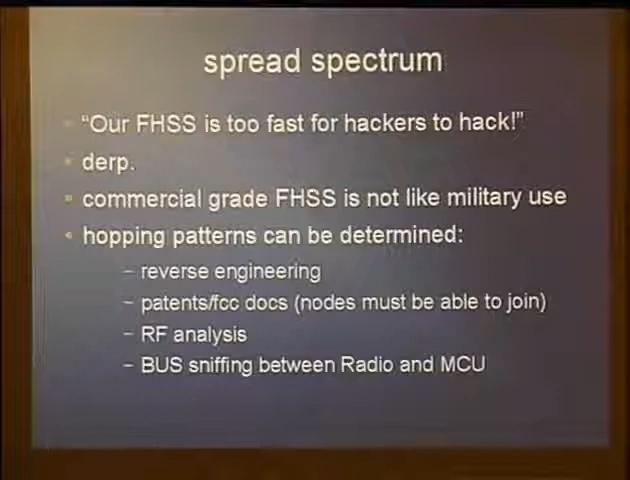 spread spectrum
“Our FHSS is too fast for hackers to hack!”
derp.
commercial grade FHSS is not like military use
hopping patterns can be determined:
– reverse engineering
– patents/fcc docs (nodes must be able to join)
– RF analysis
– BUS sniffing between Radio and MCU